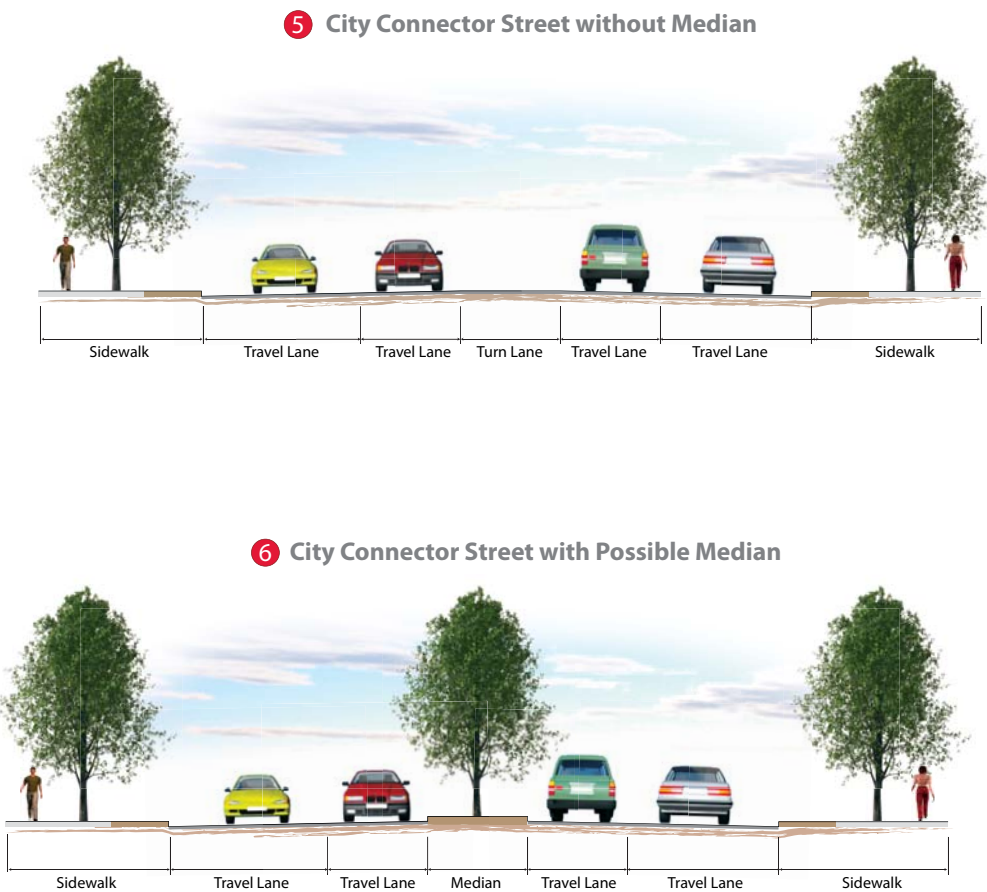 5 City Connector Street without Median
Sidewalk Travel Lane Travel Lane Turn Lane Travel Lane Travel Lane Sidewalk
6 City Connector Street with Possible Median
Sidewalk Travel Lane Travel Lane Median Travel Lane Travel Lane Sidewalk